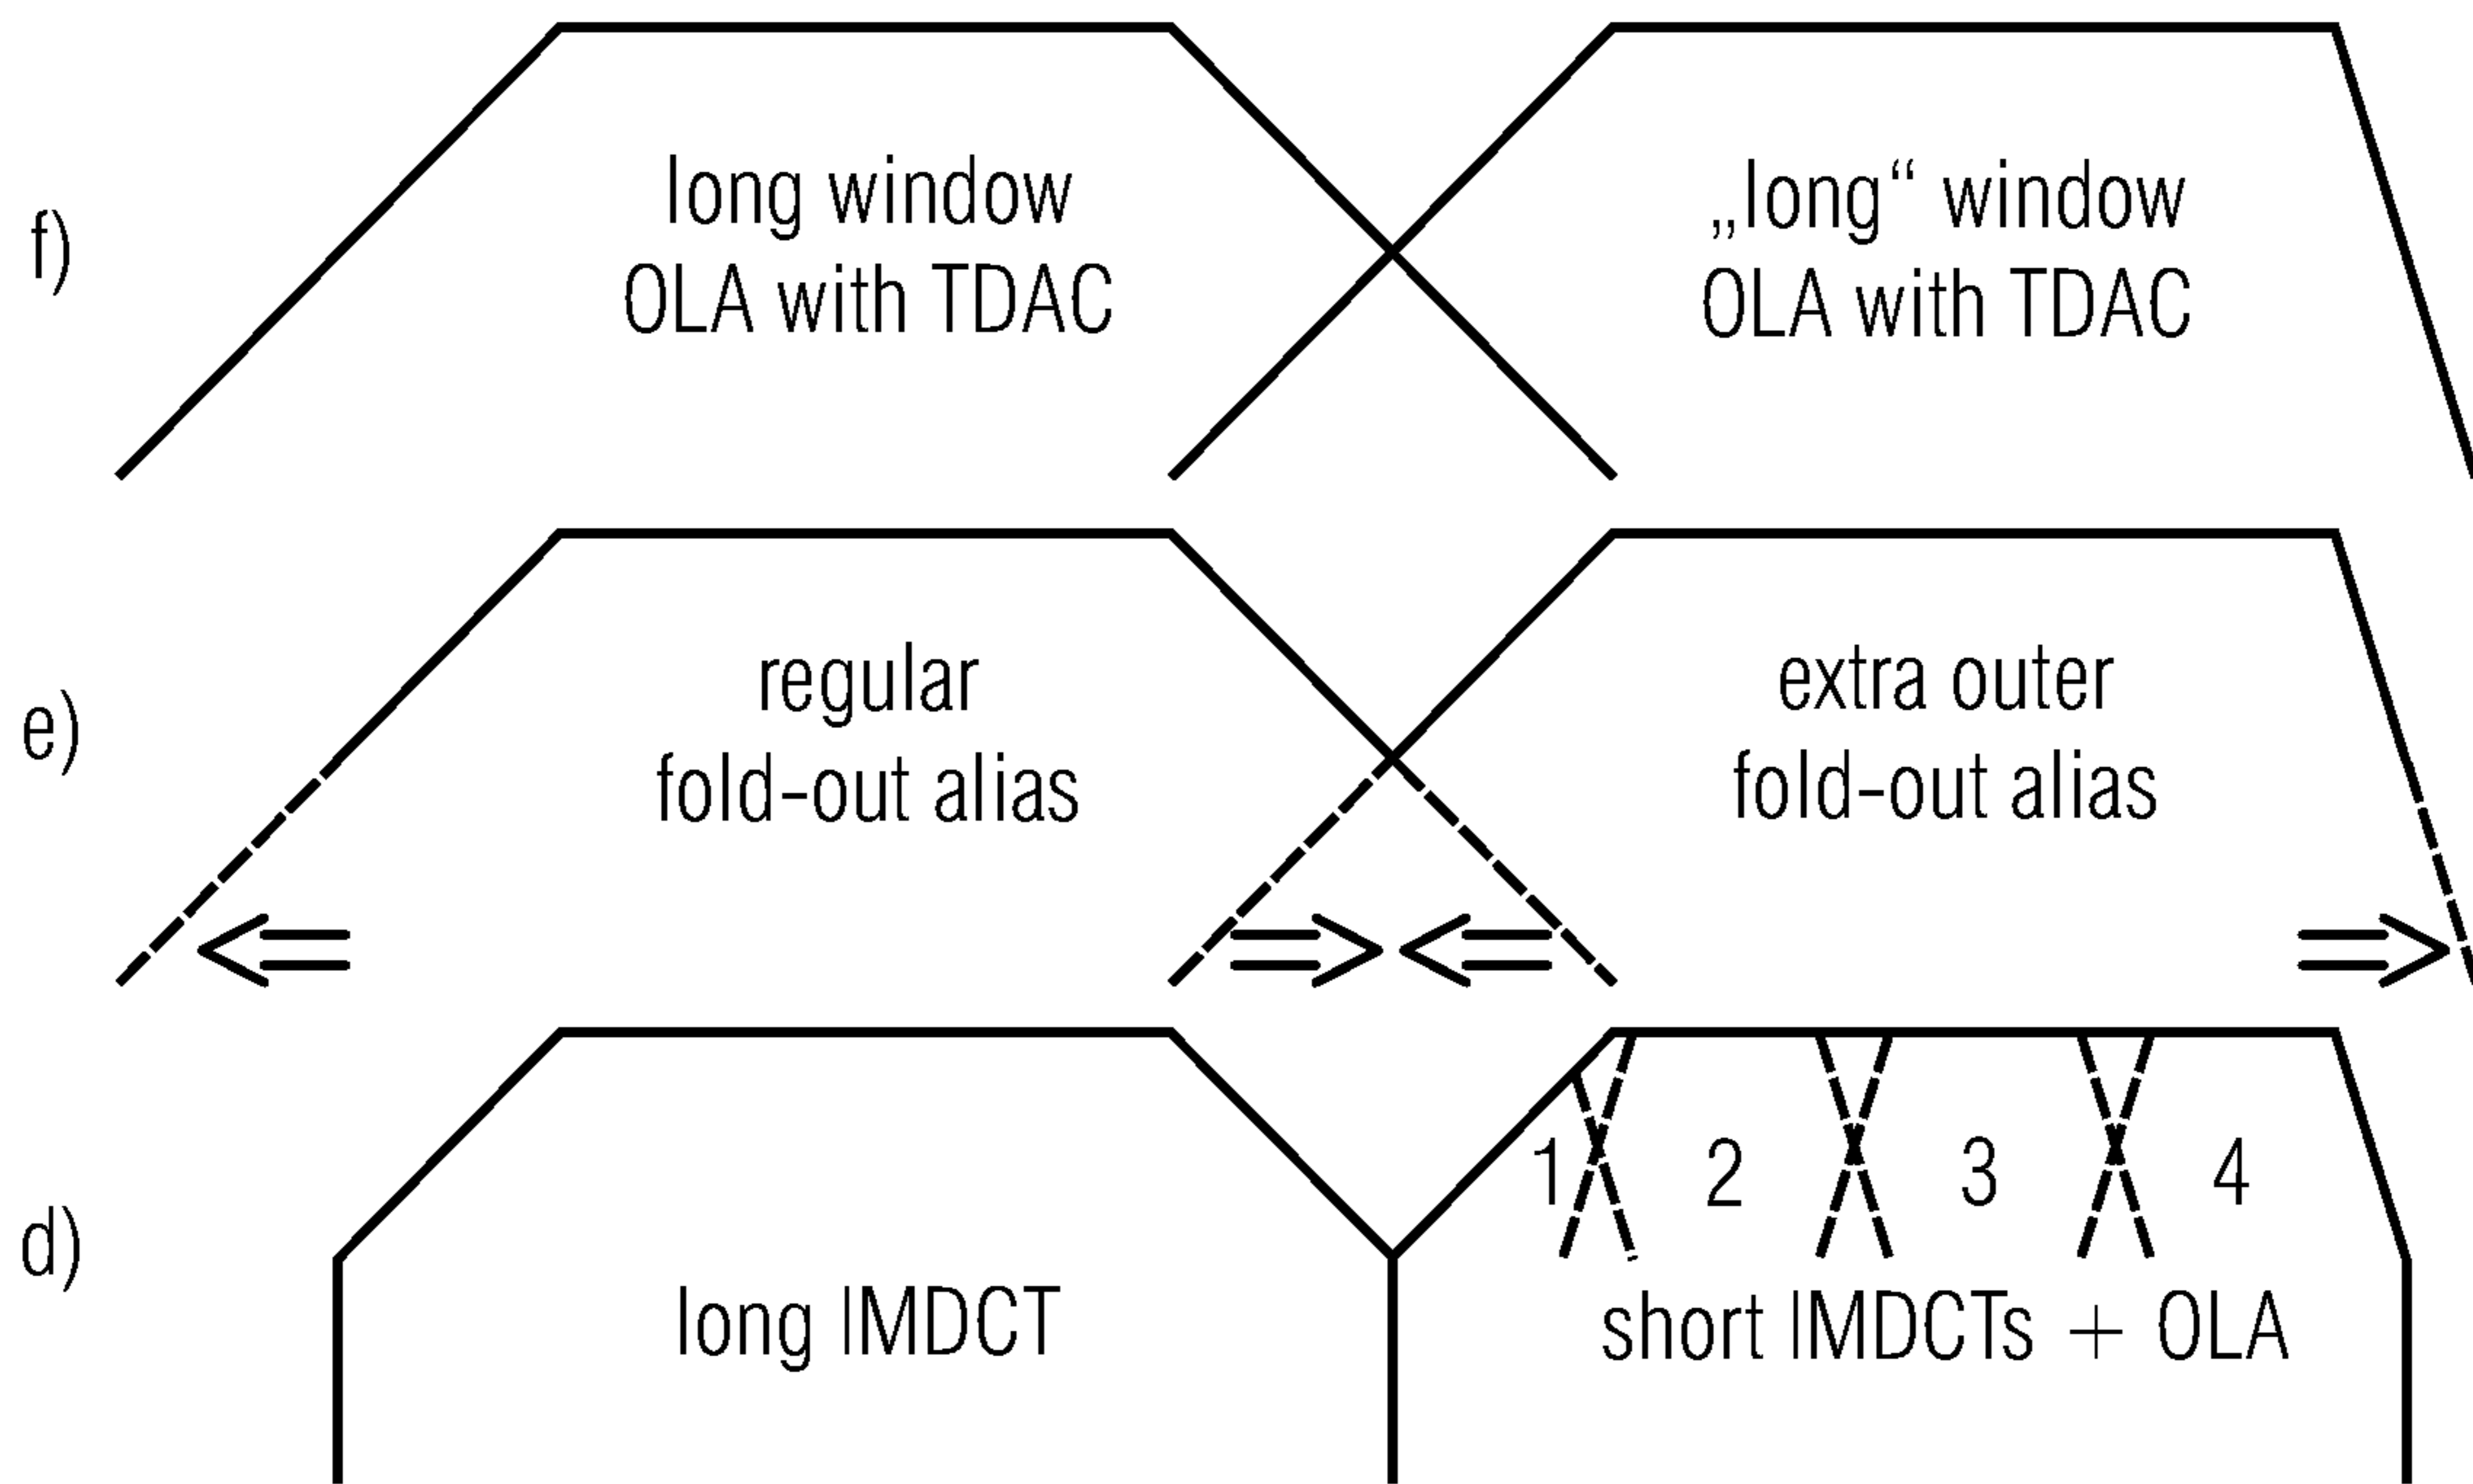 f)
long window
OLA with TDAC
„long“ window
OLA with TDAC
e)
regular
fold-out alias
extra outer
fold-out alias
d)
long IMDCT
1 2 3 4
short IMDCTs + OLA